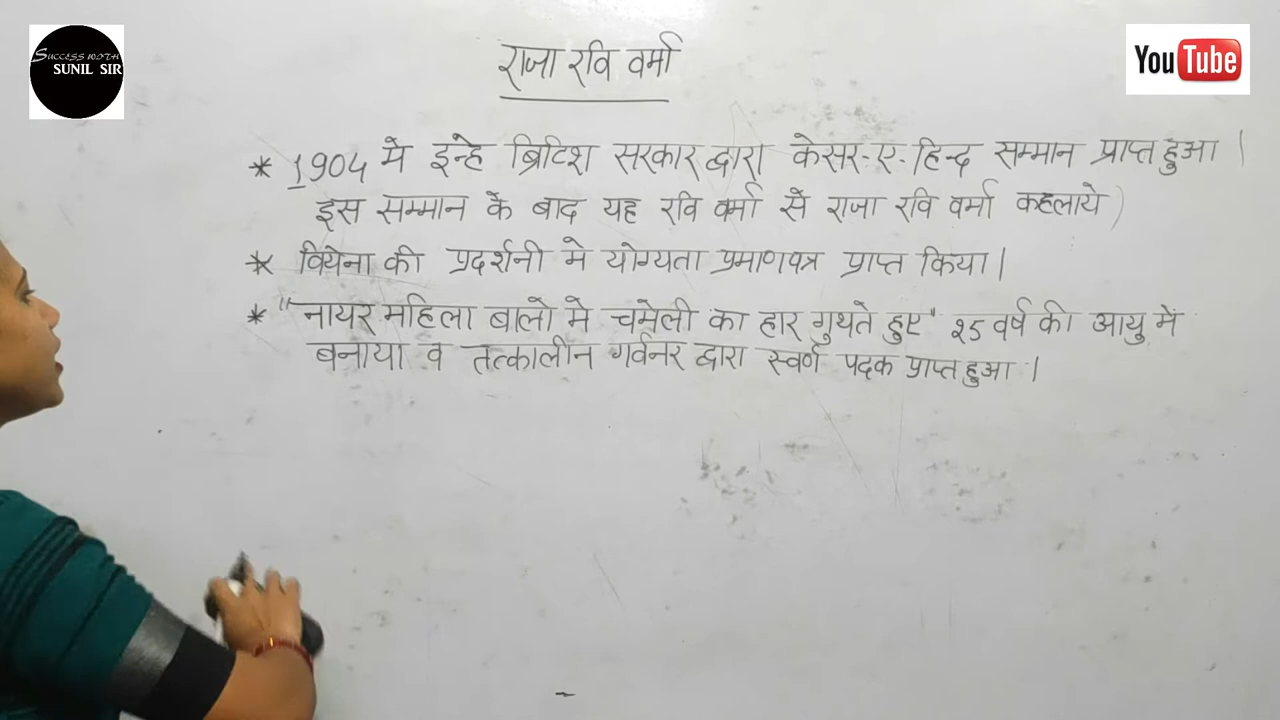 SUCCESS WITH
SUNIL SIR
YouTube
राजा रवि वर्मा
* 1904 मे इन्हे ब्रिटिश सरकार द्वारा केसर-ए-हिन्द सम्मान प्राप्त हुआ |
इस सम्मान के बाद यह रवि वर्मा से राजा रवि वर्मा कहलाये )
* वियेना की प्रदर्शनी मे योग्यता प्रमाणपत्र प्राप्त किया |
* "नायर महिला बालो मे चमेली का हार गुथते हुए" 25 वर्ष की आयु में
बनाया व तत्कालीन गर्वनर द्वारा स्वर्ण पदक प्राप्त हुआ |